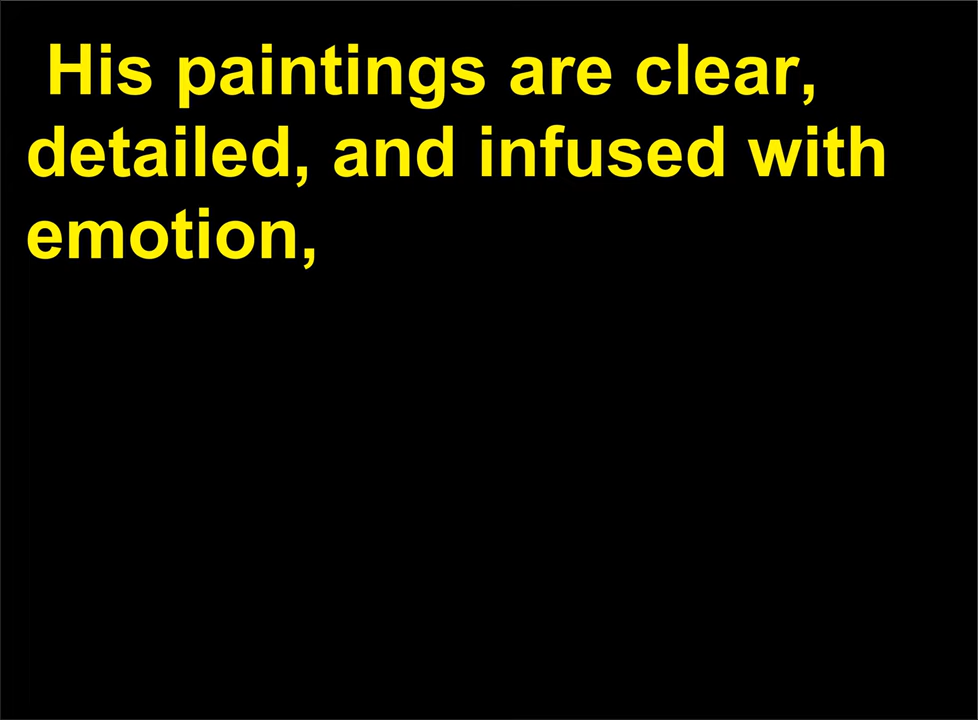 His paintings are clear,
detailed, and infused with
emotion,